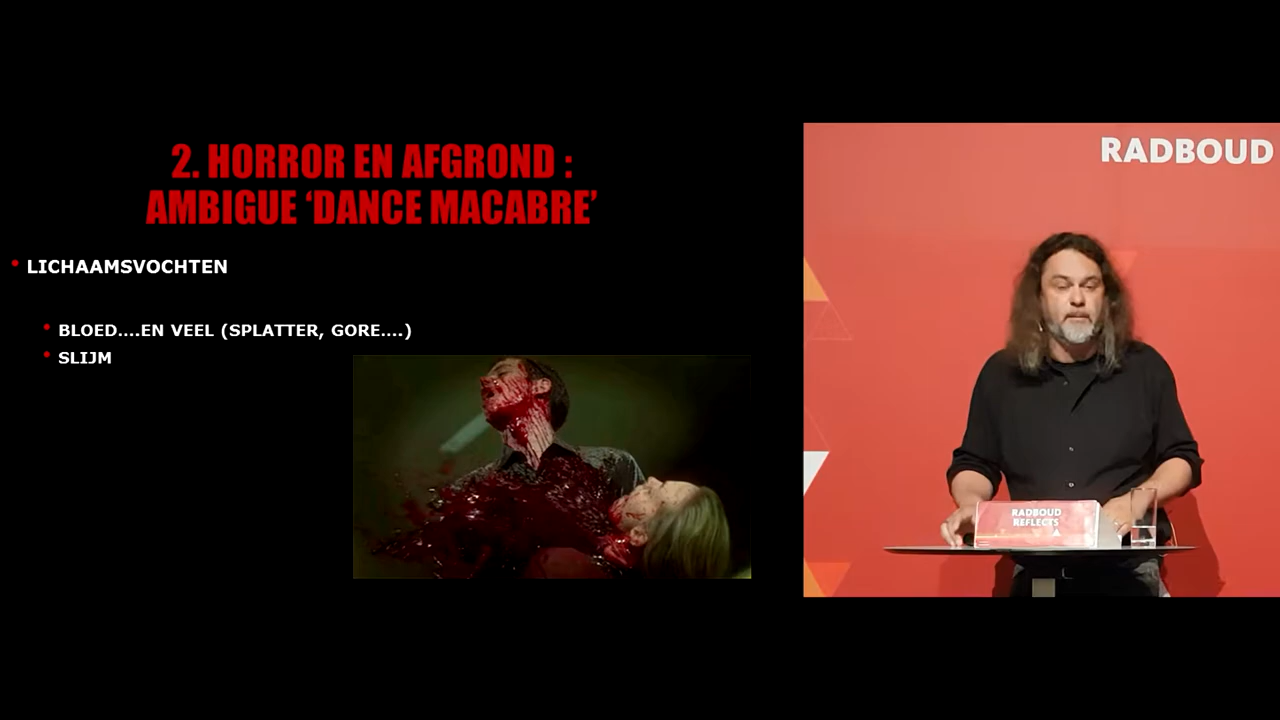 2. HORROR EN AFGROND :
AMBIGUE ‘DANCE MACABRE’
• LICHAAMSVOCHTEN
• BLOED....EN VEEL (SPLATTER, GORE....)
• SLIJM
RADBOUD
RADBOUD
REFLECTS